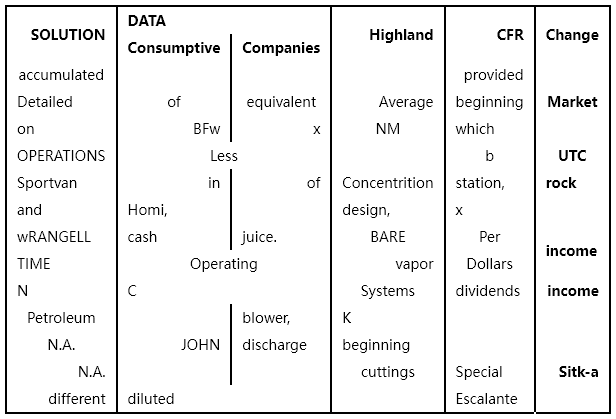 SOLUTION DATA Highland CFR Change
Consumptive Companies
accumulated provided
Detailed of equivalent Average beginning Market
on BFw x NM which
OPERATIONS Less b UTC
Sportvan in of Concentrition station, rock
and Homi, design, x
wRANGELL cash juice. BARE Per
income
TIME Operating vapor Dollars
N C Systems dividends income
Petroleum blower, K
N.A. JOHN discharge beginning
N.A. cuttings Special Sitk-a
different diluted Escalante